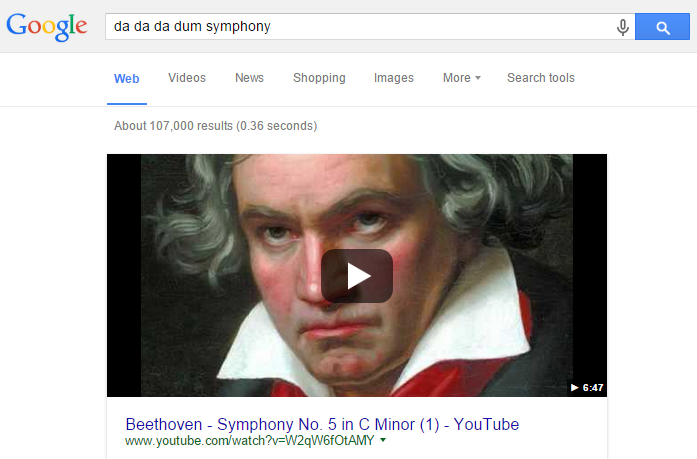 Google da da da dum symphony
Web Videos News Shopping Images More Search tools
About 107,000 results (0.36 seconds)
6:47
Beethoven - Symphony No. 5 in C Minor (1) - YouTube
www.youtube.com/watch?v=W2qW6fOtAMY